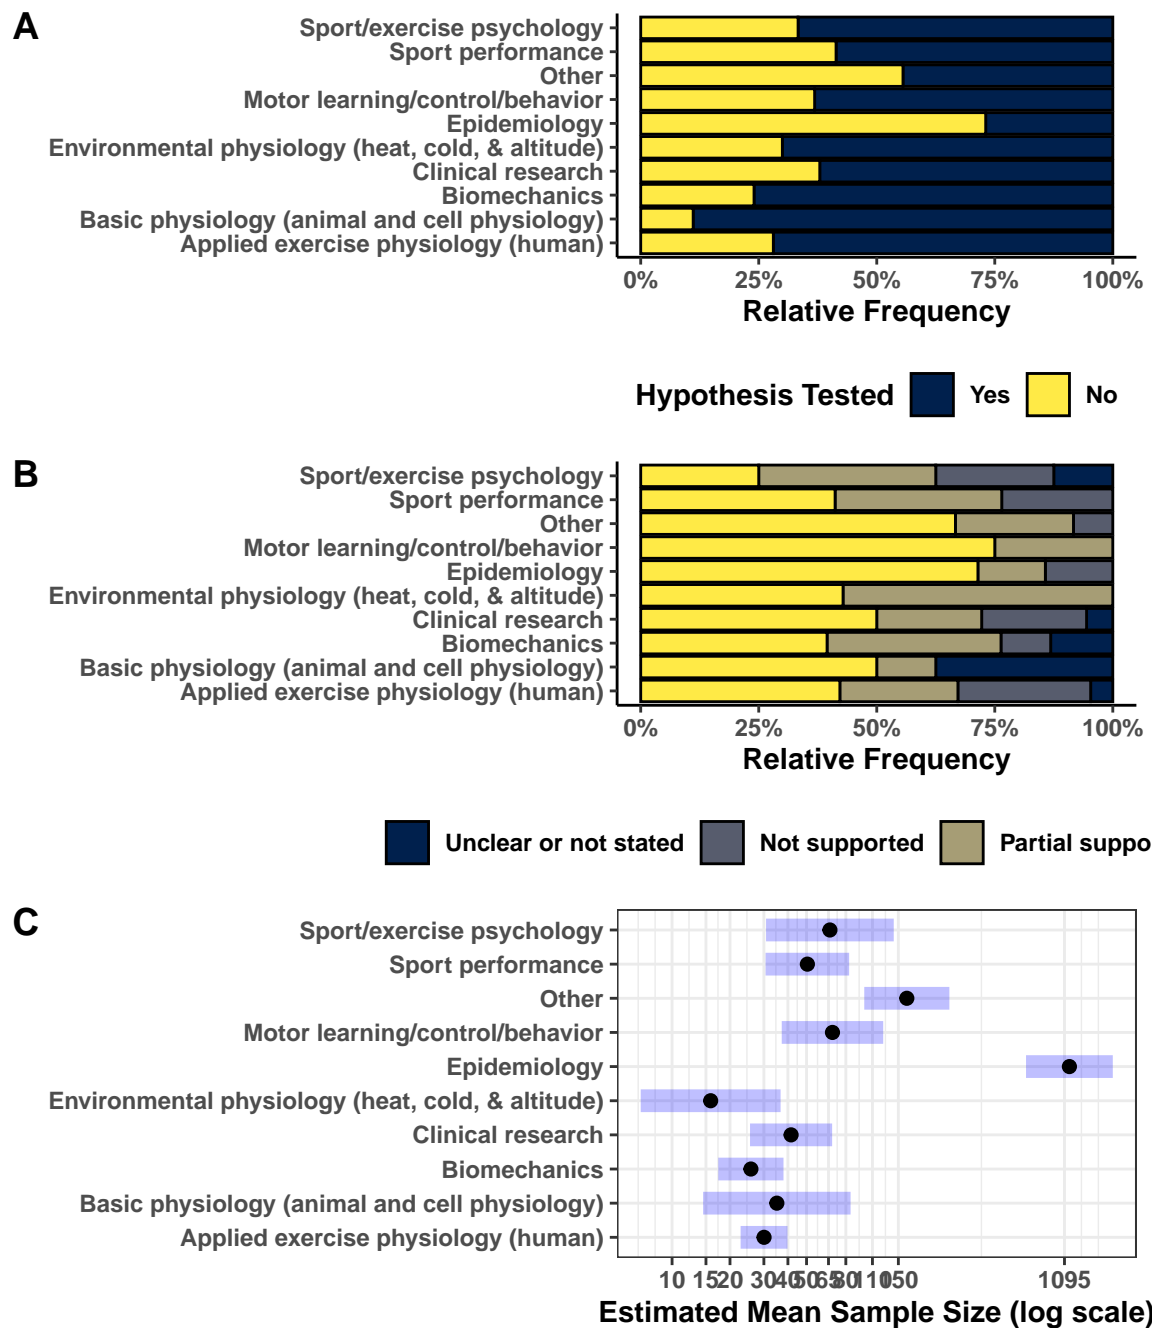 A
Sport/exercise psychology
Sport performance
Other
Motor learning/control/behavior
Epidemiology
Environmental physiology (heat, cold, & altitude)
Clinical research
Biomechanics
Basic physiology (animal and cell physiology)
Applied exercise physiology (human)
0% 25% 50% 75% 100%
Relative Frequency
Hypothesis Tested Yes No
B
Sport/exercise psychology
Sport performance
Other
Motor learning/control/behavior
Epidemiology
Environmental physiology (heat, cold, & altitude)
Clinical research
Biomechanics
Basic physiology (animal and cell physiology)
Applied exercise physiology (human)
0% 25% 50% 75% 100%
Relative Frequency
Unclear or not stated Not supported Partial suppo
C
Sport/exercise psychology
Sport performance
Other
Motor learning/control/behavior
Epidemiology
Environmental physiology (heat, cold, & altitude)
Clinical research
Biomechanics
Basic physiology (animal and cell physiology)
Applied exercise physiology (human)
10 15 20 30 40 50 65 80 110 150 1095
Estimated Mean Sample Size (log scale)